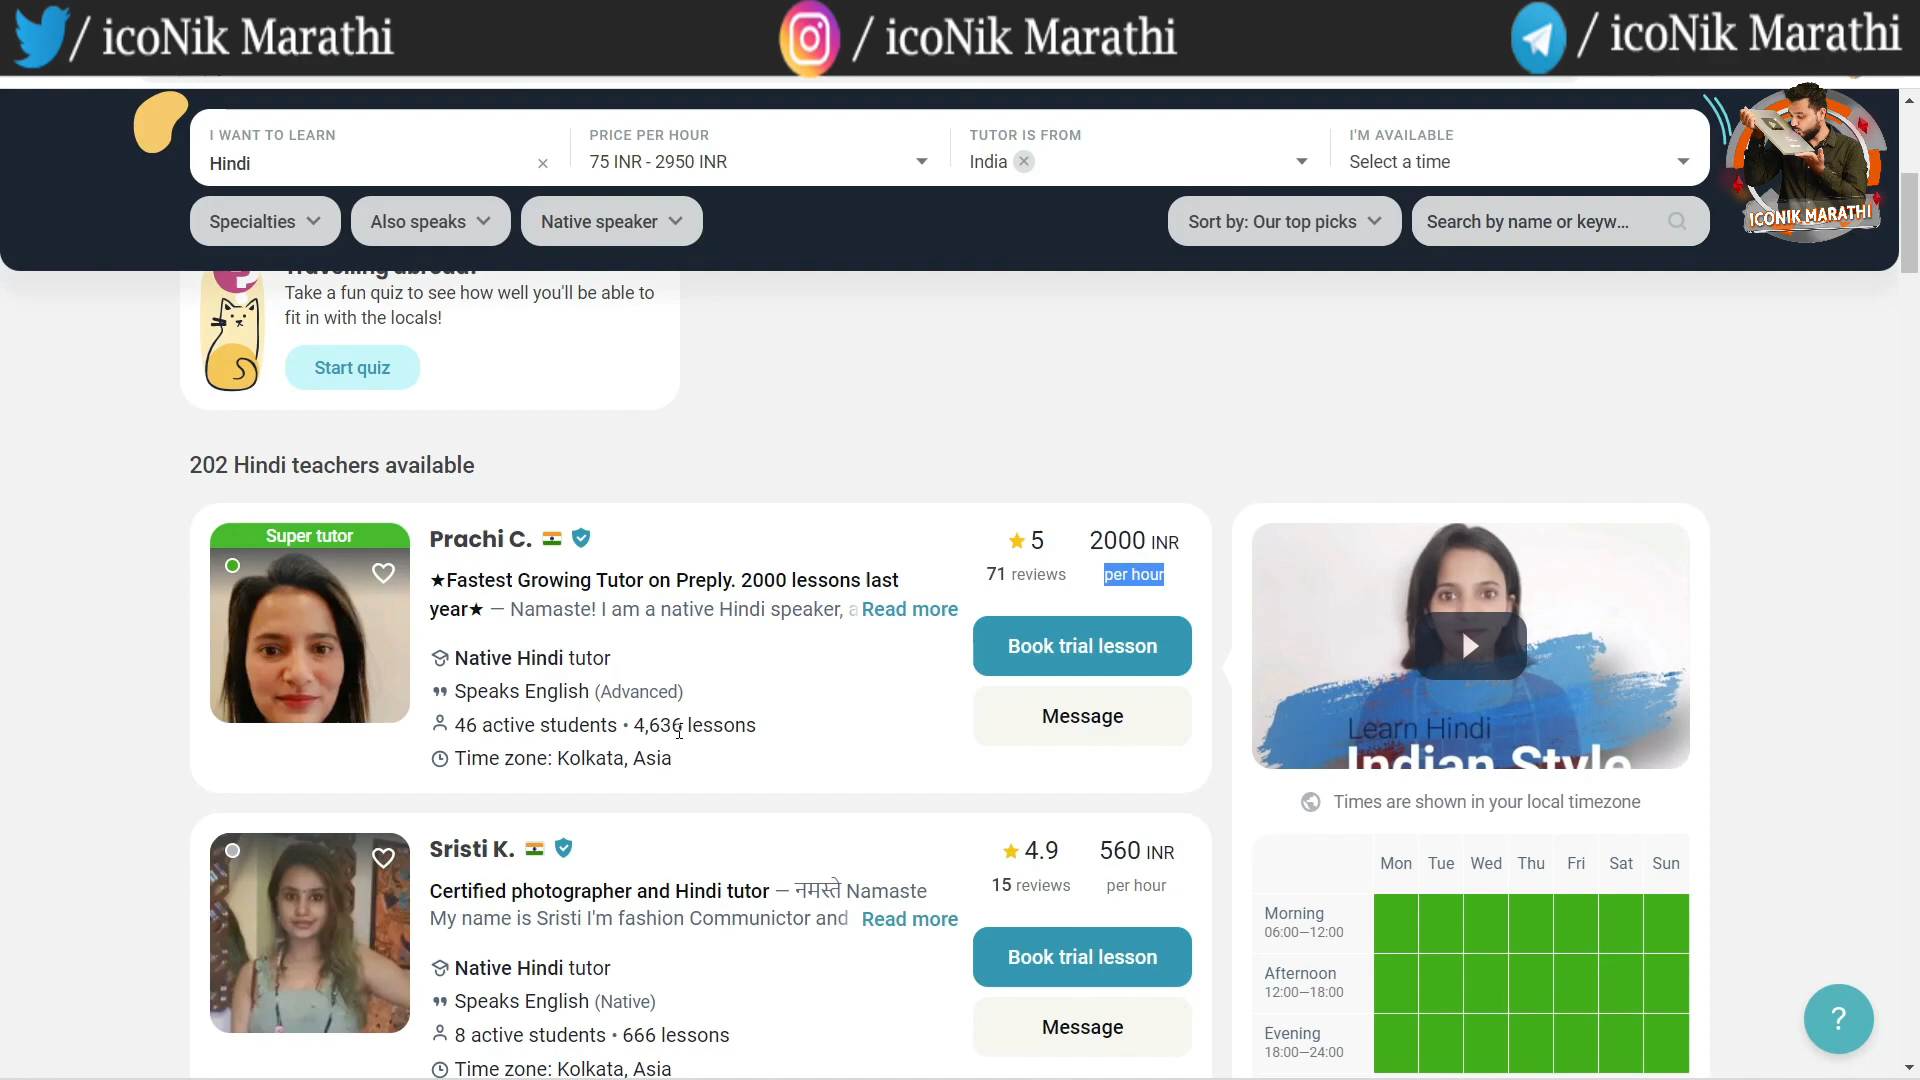 / icoNik Marathi
/ icoNik Marathi
/ icoNik Marathi
I WANT TO LEARN
Hindi
PRICE PER HOUR
75 INR - 2950 INR
TUTOR IS FROM
India
I'M AVAILABLE
Select a time
ICONIK MARATHI
Specialties
Also speaks
Native speaker
Sort by: Our top picks
Search by name or keyw...
Travelling abroad?
Take a fun quiz to see how well you'll be able to
fit in with the locals!
Start quiz
202 Hindi teachers available
Super tutor
Prachi C.
★Fastest Growing Tutor on Preply. 2000 lessons last
year★ — Namaste! I am a native Hindi speaker, a Read more
Native Hindi tutor
Speaks English (Advanced)
46 active students • 4,636 lessons
Time zone: Kolkata, Asia
5
71 reviews
2000 INR
per hour
Book trial lesson
Message
Learn Hindi
Indian Style
Times are shown in your local timezone
Mon Tue Wed Thu Fri Sat Sun
Morning
06:00—12:00
Afternoon
12:00—18:00
Evening
18:00—24:00
Sristi K.
Certified photographer and Hindi tutor — नमस्ते Namaste
My name is Sristi I'm fashion Communictor and Read more
Native Hindi tutor
Speaks English (Native)
8 active students • 666 lessons
Time zone: Kolkata, Asia
4.9
15 reviews
560 INR
per hour
Book trial lesson
Message
?